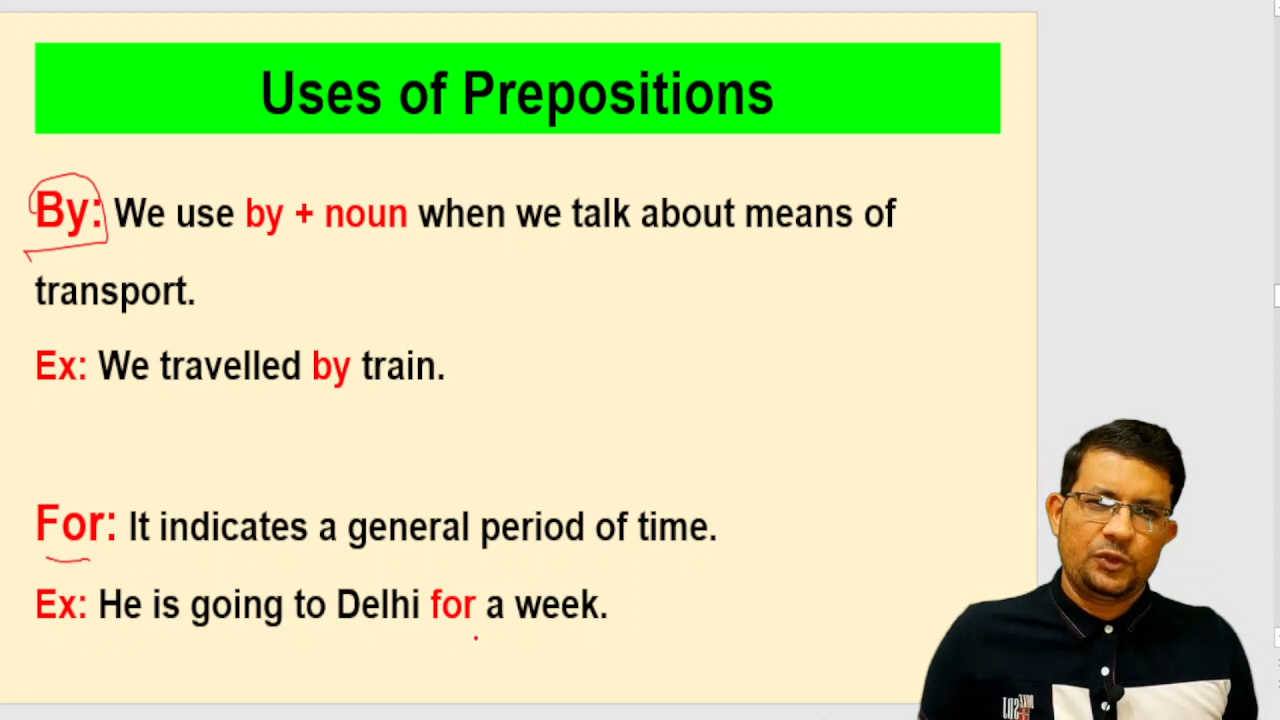 Uses of Prepositions
By: We use by + noun when we talk about means of
transport.
Ex: We travelled by train.
For: It indicates a general period of time.
Ex: He is going to Delhi for a week.